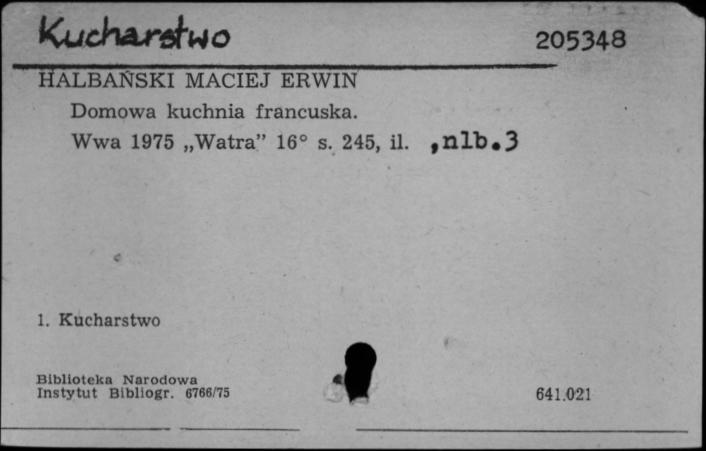 Kucharstwo
205348
HALBAŃSKI MACIEJ ERWIN
Domowa kuchnia francuska.
Wwa 1975 „Watra” 16° s. 245, il. ,nlb.3
1. Kucharstwo
Biblioteka Narodowa
Instytut Bibliogr. 6766/75
641.021